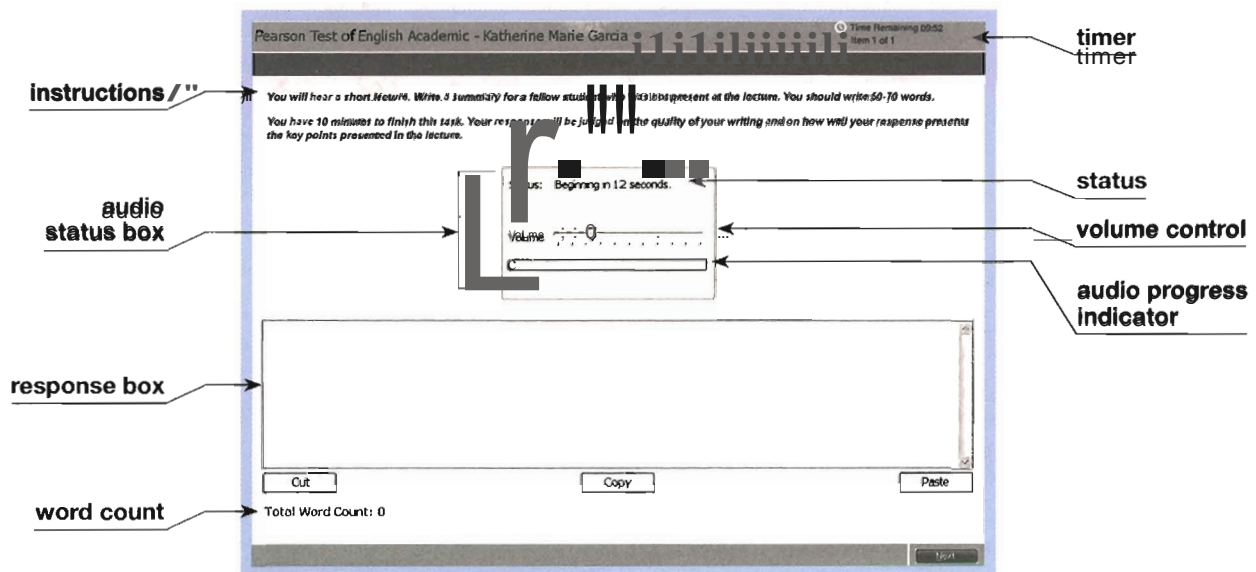 Pearson Test of English Academic - Katherine Marie Garcia
Time Remaining 09:52
Item 1 of 1
timer
timer
instructions
You will hear a short lecture. Write a summary for a fellow student who was not present at the lecture. You should write 50-70 words.
You have 10 minutes to finish this task. Your response will be judged on the quality of your writing and on how well your response presents
the key points presented in the lecture.
Status: Beginning in 12 seconds.
status
audio
status box
Volume
volume control
audio progress
indicator
response box
Cut
Copy
Paste
word count
Total Word Count: 0
Next